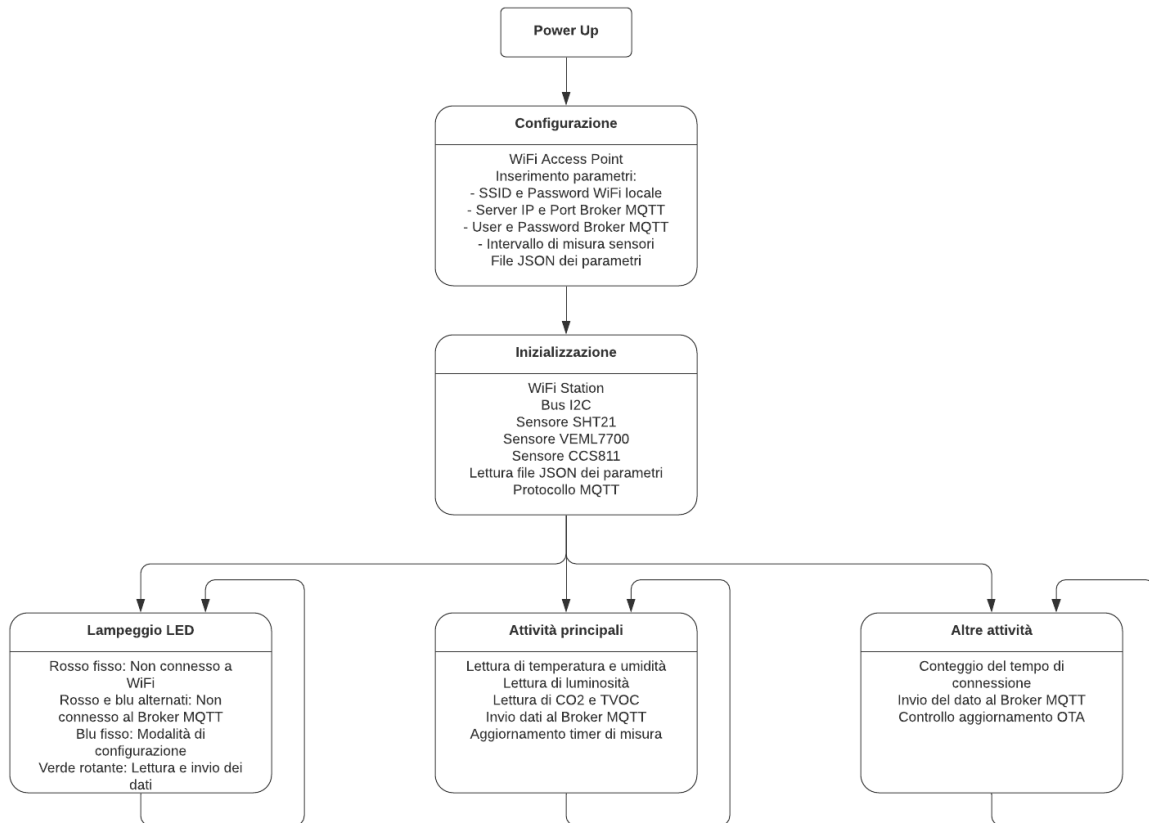 Power Up
Configurazione
WiFi Access Point
Inserimento parametri:
- SSID e Password WiFi locale
- Server IP e Port Broker MQTT
- User e Password Broker MQTT
- Intervallo di misura sensori
File JSON dei parametri
Inizializzazione
WiFi Station
Bus I2C
Sensore SHT21
Sensore VEML7700
Sensore CCS811
Lettura file JSON dei parametri
Protocollo MQTT
Lampeggio LED
Rosso fisso: Non connesso a
WiFi
Rosso e blu alternati: Non
connesso al Broker MQTT
Blu fisso: Modalità di
configurazione
Verde rotante: Lettura e invio dei
dati
Attività principali
Lettura di temperatura e umidità
Lettura di luminosità
Lettura di CO2 e TVOC
Invio dati al Broker MQTT
Aggiornamento timer di misura
Altre attività
Conteggio del tempo di
connessione
Invio del dato al Broker MQTT
Controllo aggiornamento OTA